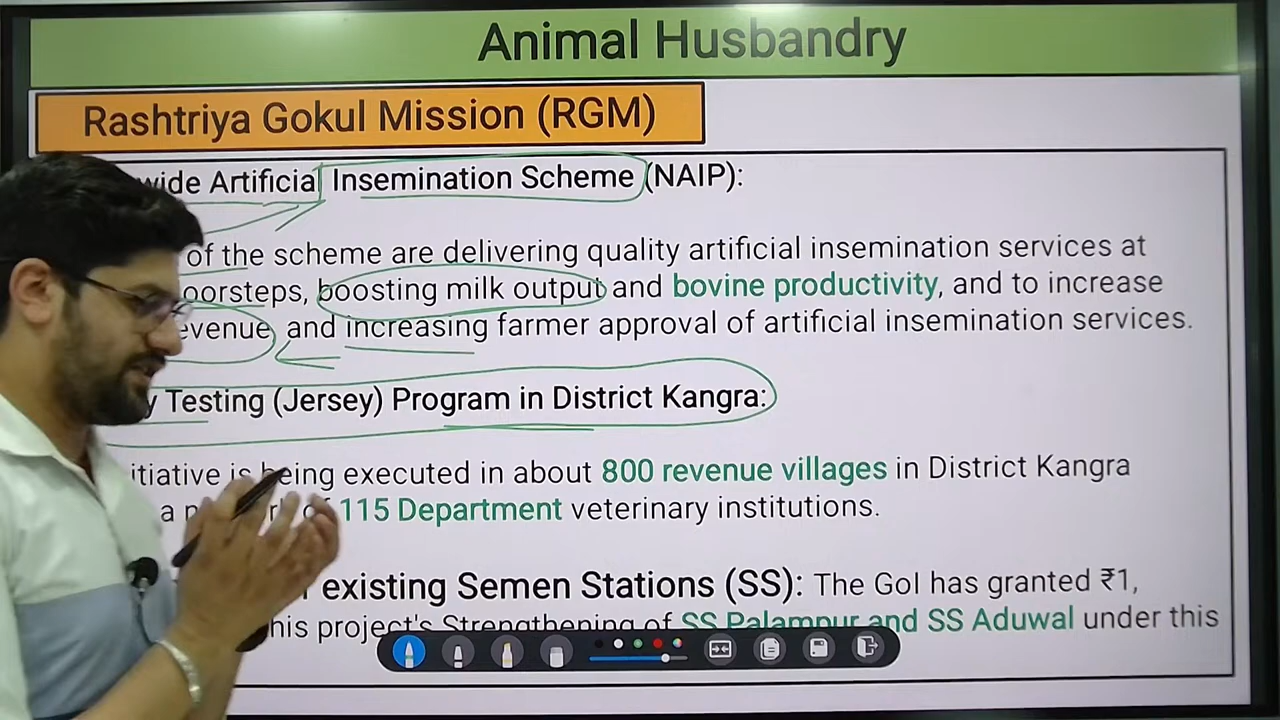 Animal Husbandry
Rashtriya Gokul Mission (RGM)
wide Artificial Insemination Scheme (NAIP):
of the scheme are delivering quality artificial insemination services at
oorsteps, boosting milk output and bovine productivity, and to increase
evenue, and increasing farmer approval of artificial insemination services.
y Testing (Jersey) Program in District Kangra:
itiative is being executed in about 800 revenue villages in District Kangra
a of 115 Department veterinary institutions.
existing Semen Stations (SS): The GoI has granted ₹1,
his project's Strengthening of SS Palampur and SS Aduwal under this